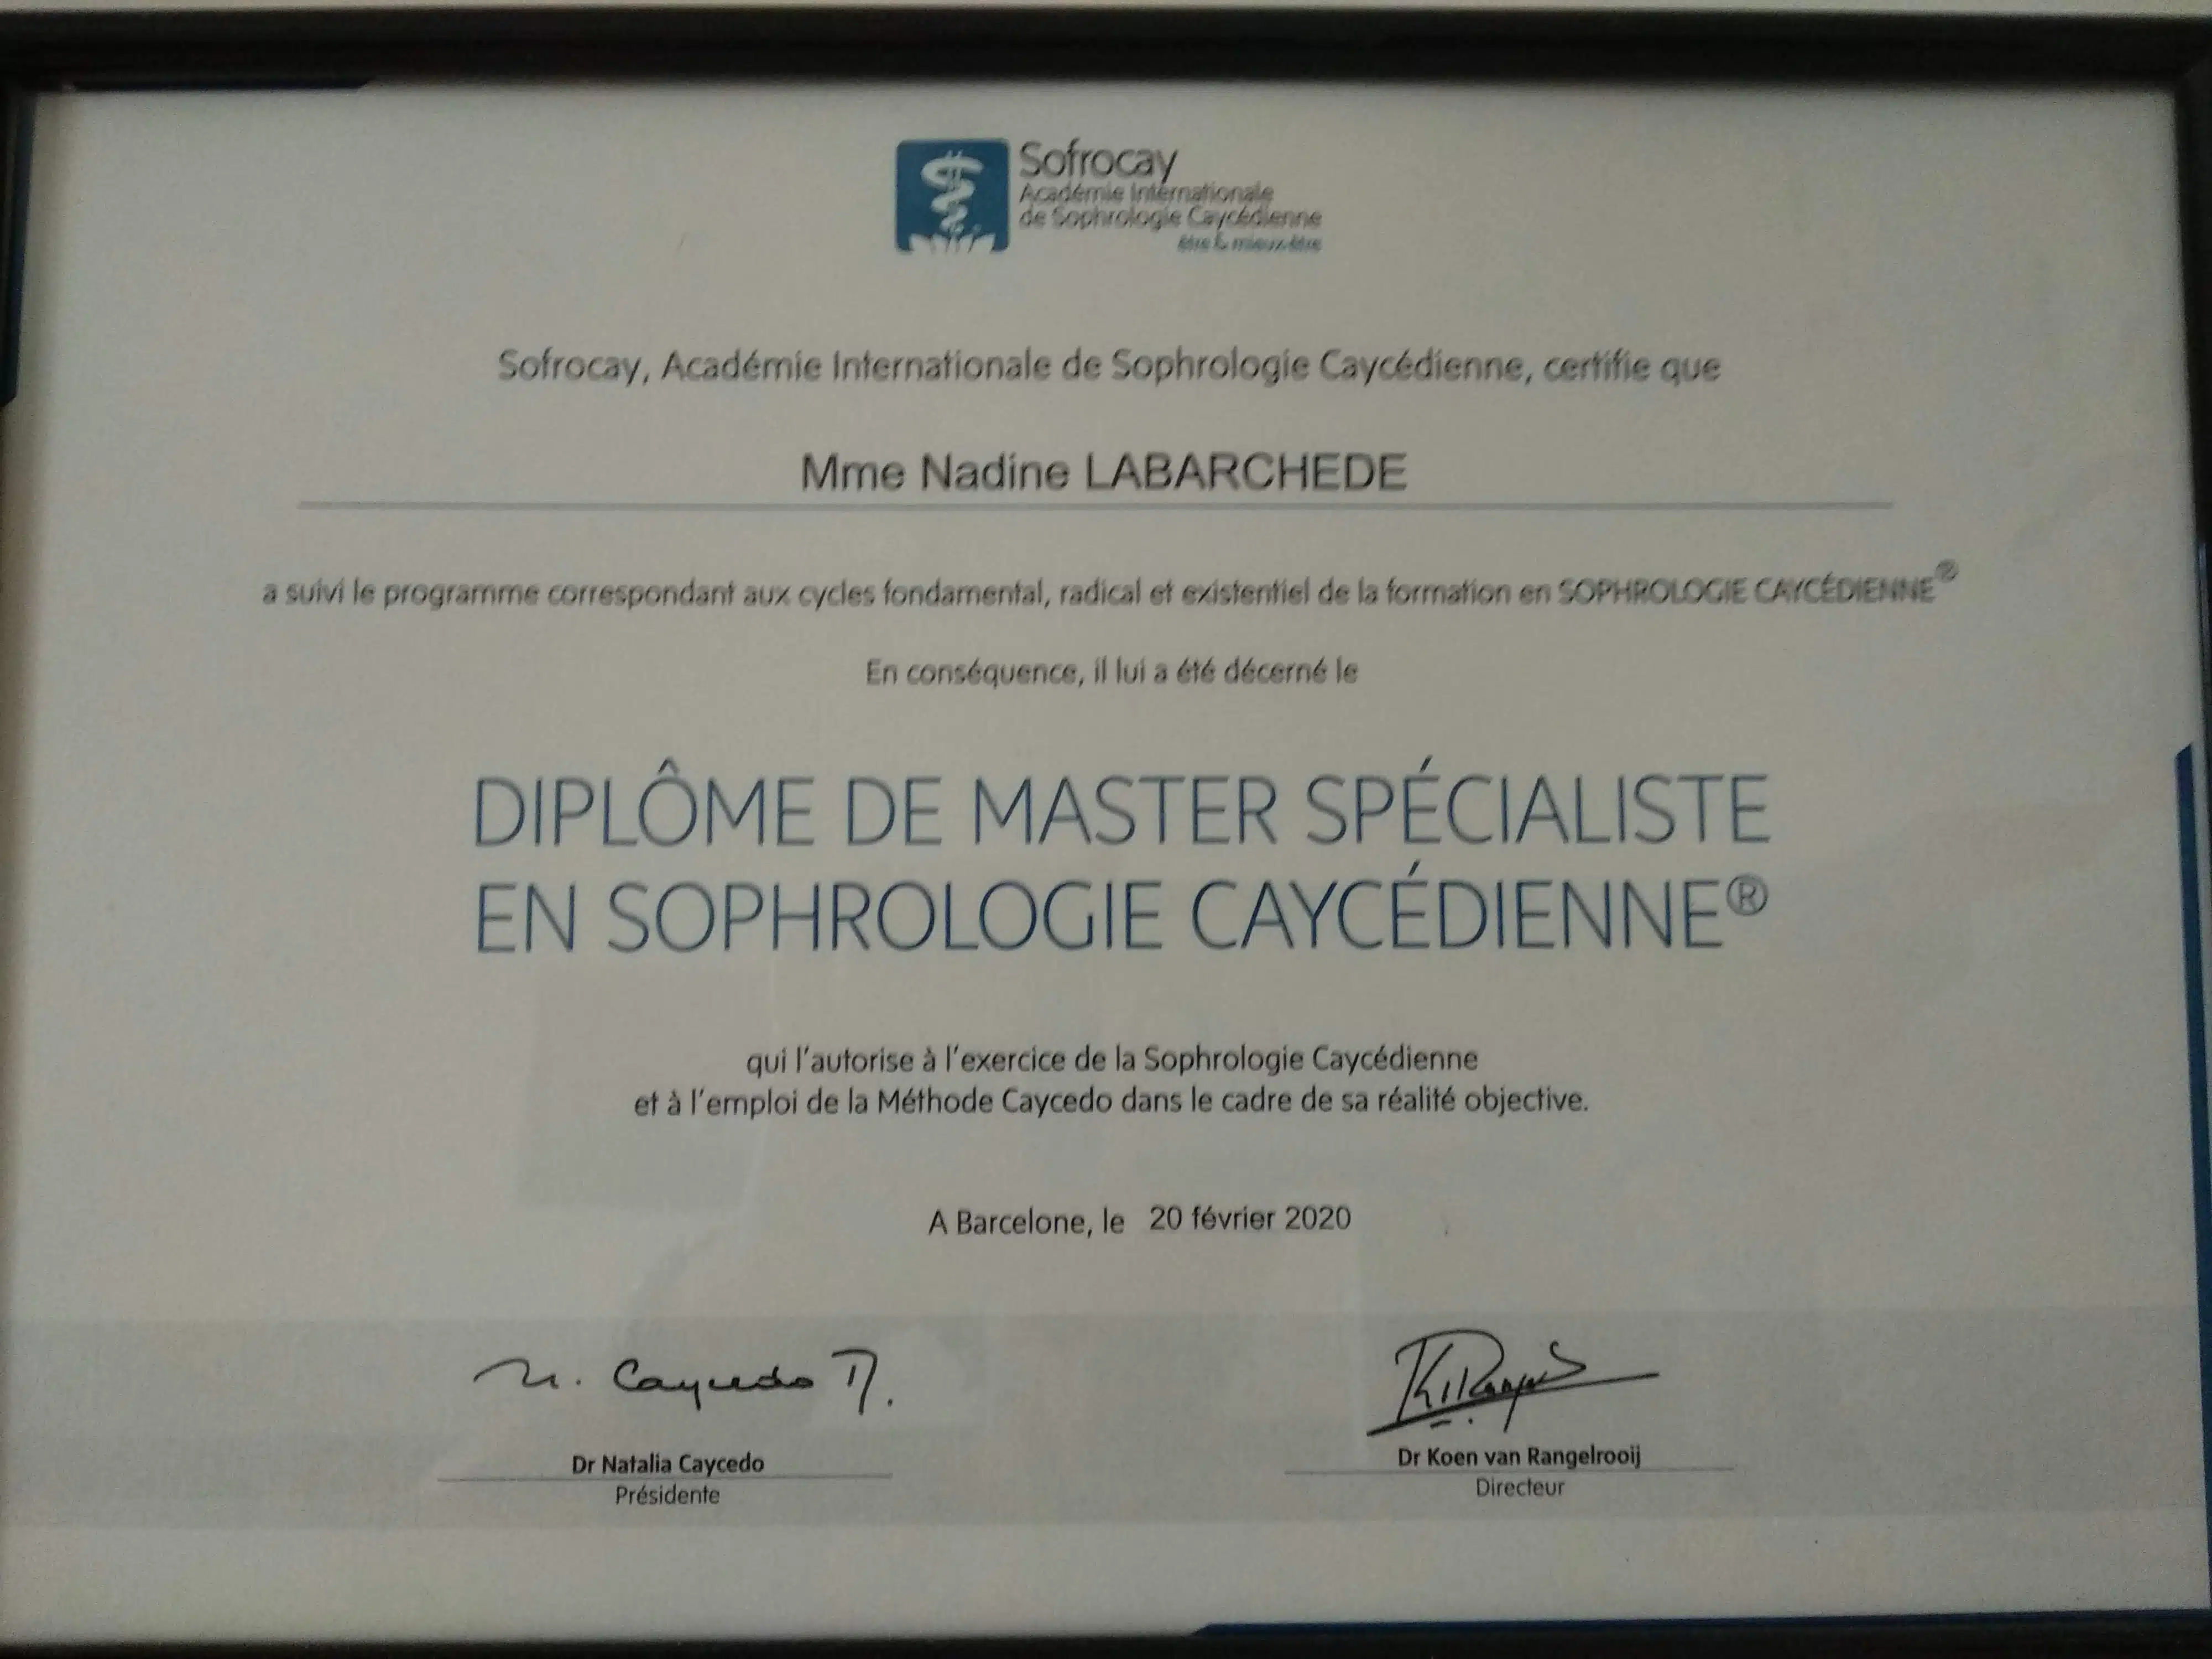 Sofrocay
Académie Internationale
de Sophrologie Caycédienne
être & mieux-être
Sofrocay, Académie Internationale de Sophrologie Caycédienne, certifie que
Mme Nadine LABARCHEDE
a suivi le programme correspondant aux cycles fondamental, radical et existentiel de la formation en SOPHROLOGIE CAYCÉDIENNE®
En conséquence, il lui a été décerné le
DIPLÔME DE MASTER SPÉCIALISTE
EN SOPHROLOGIE CAYCÉDIENNE®
qui l'autorise à l'exercice de la Sophrologie Caycédienne
et à l'emploi de la Méthode Caycedo dans le cadre de sa réalité objective.
A Barcelone, le 20 février 2020
N. Caycedo
Dr Natalia Caycedo
Présidente
Dr Koen van Rangelrooij
Directeur